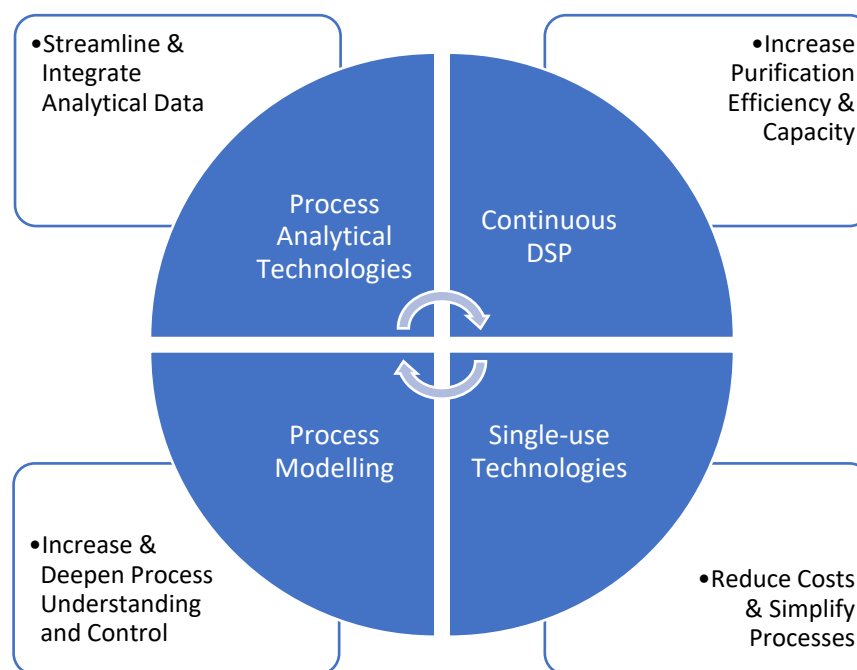 •Streamline &
Integrate
Analytical Data
•Increase
Purification
Efficiency &
Capacity
Process
Analytical
Technologies
Continuous
DSP
Process
Modelling
Single-use
Technologies
•Increase &
Deepen Process
Understanding
and Control
•Reduce Costs
& Simplify
Processes